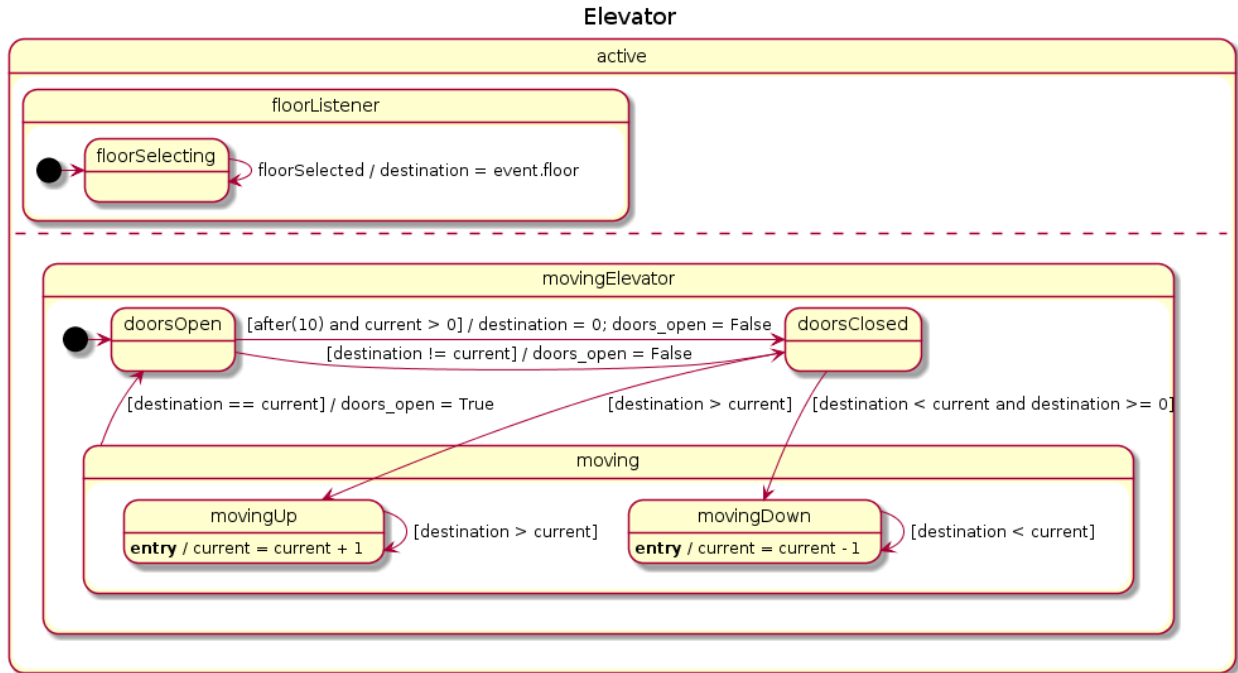 Elevator
active
floorListener
floorSelecting
floorSelected / destination = event.floor
movingElevator
doorsOpen
[after(10) and current > 0] / destination = 0; doors_open = False
doorsClosed
[destination != current] / doors_open = False
[destination == current] / doors_open = True
[destination > current]
[destination < current and destination >= 0]
moving
movingUp
entry / current = current + 1
[destination > current]
movingDown
entry / current = current - 1
[destination < current]